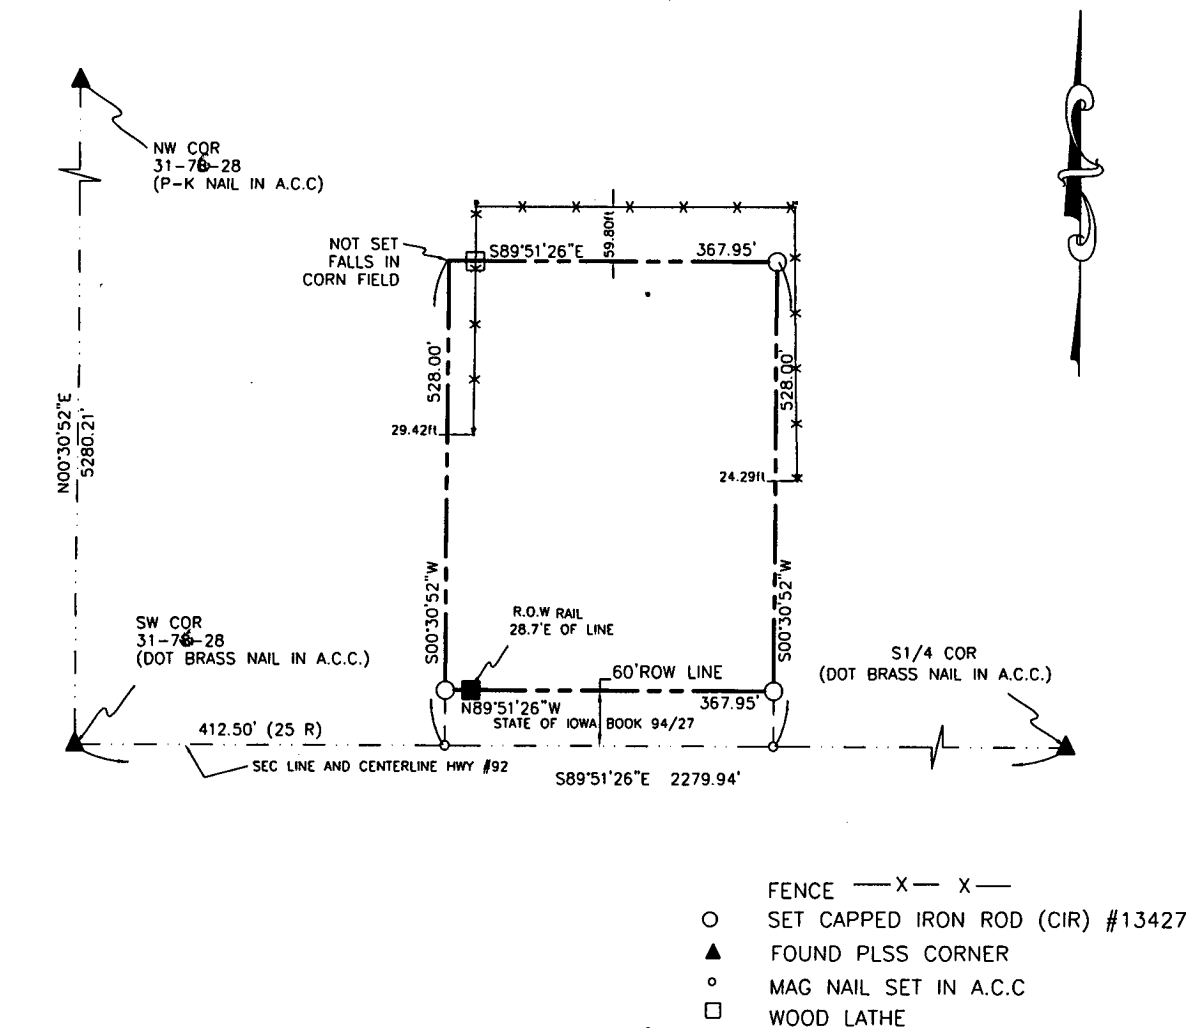 NW COR
31-78-28
(P-K NAIL IN A.C.C)
NOT SET
FALLS IN
CORN FIELD
S89°51'26"E
59.80ft
367.95'
528.00'
528.00'
29.42ft
24.29ft
N00°30'52"E
5280.21'
S00°30'52"W
S00°30'52"W
R.O.W RAIL
28.7'E OF LINE
SW COR
(DOT BRASS NAIL IN A.C.C.)
S1/4 COR
(DOT BRASS NAIL IN A.C.C.)
60'ROW LINE
N89°51'26"W
367.95'
STATE OF IOWA BOOK 94/27
412.50' (25 R)
SEC LINE AND CENTERLINE HWY #92
S89°51'26"E 2279.94'
FENCE —X— X—
SET CAPPED IRON ROD (CIR) #13427
FOUND PLSS CORNER
MAG NAIL SET IN A.C.C
WOOD LATHE